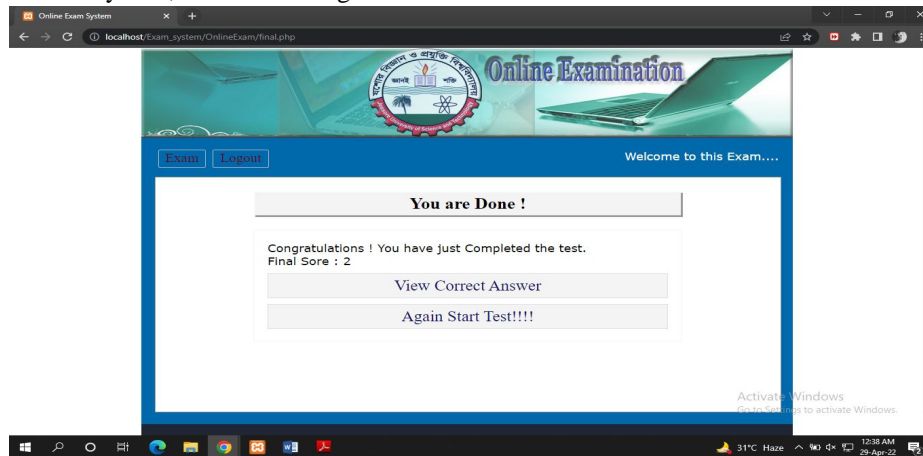 Online Exam System
localhost/Exam_system/OnlineExam/final.php
Online Examination
Exam Logout
Welcome to this Exam....
You are Done !
Congratulations ! You have just Completed the test.
Final Sore : 2
View Correct Answer
Again Start Test!!!!
Activate Windows
Go to Settings to activate Windows.
31°C Haze
12:38 AM
29-Apr-22